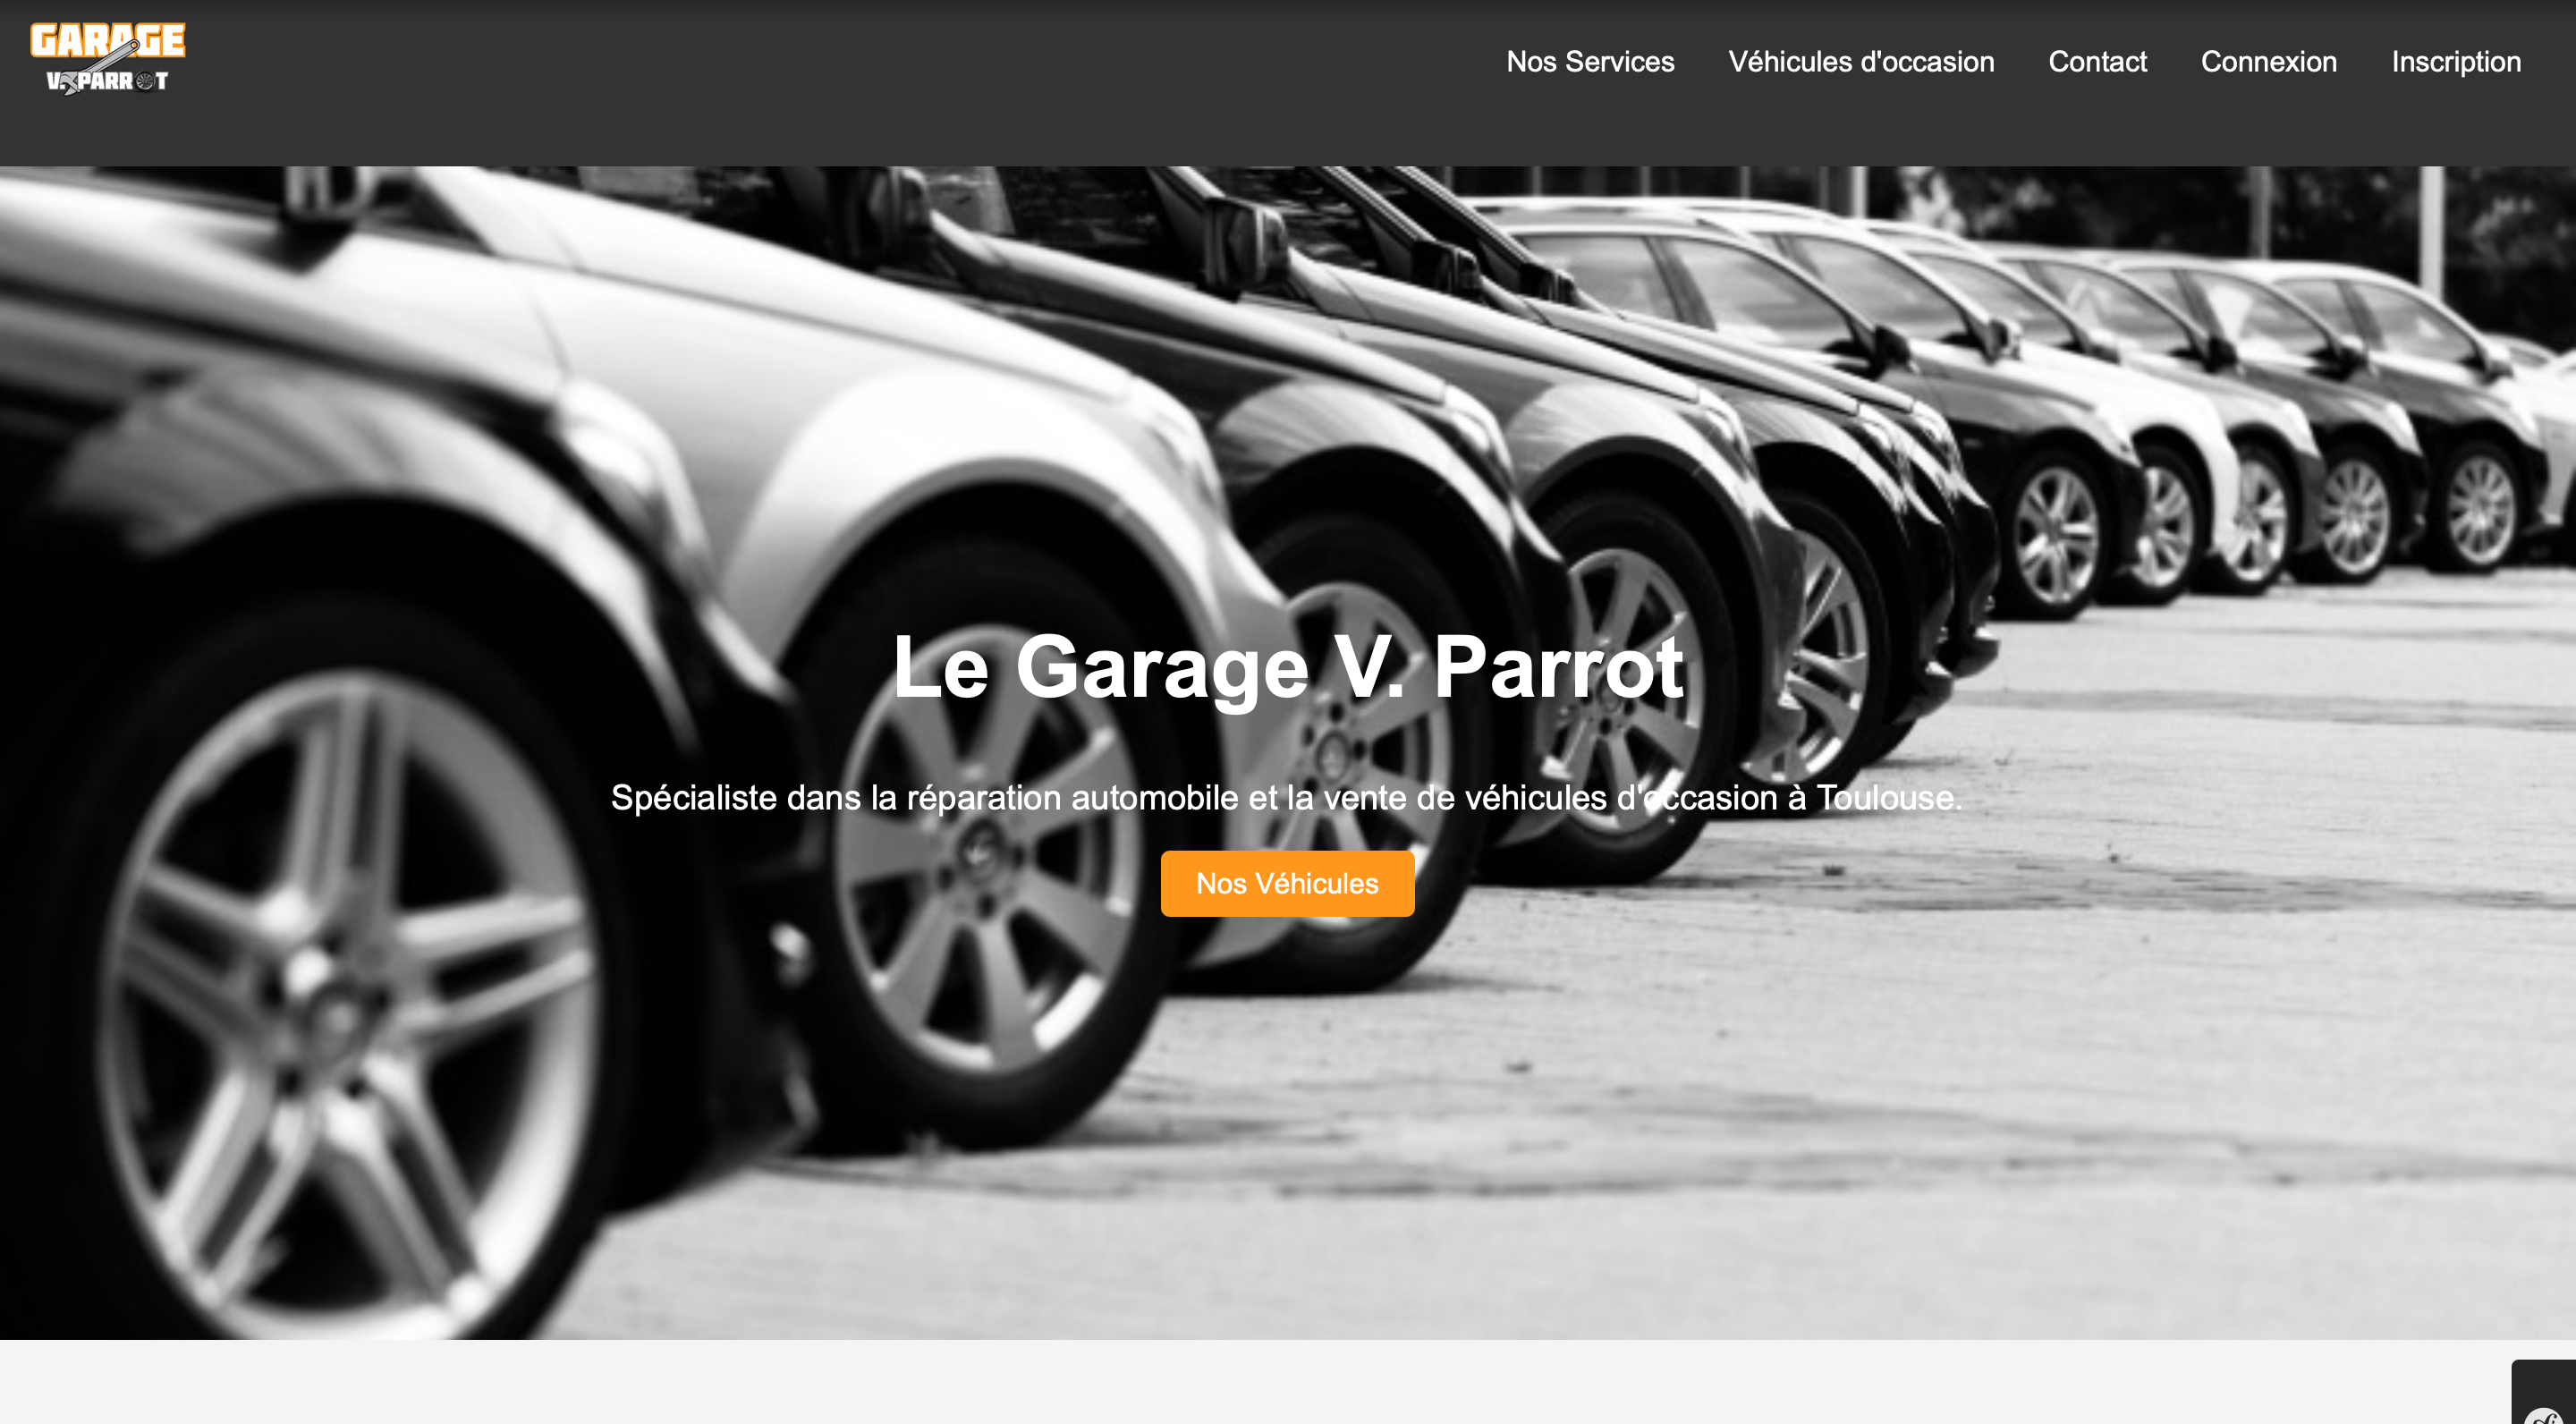 GARAGE
V. PARROT
Nos Services
Véhicules d'occasion
Contact
Connexion
Inscription
Le Garage V. Parrot
Spécialiste dans la réparation automobile et la vente de véhicules d'occasion à Toulouse.
Nos Véhicules